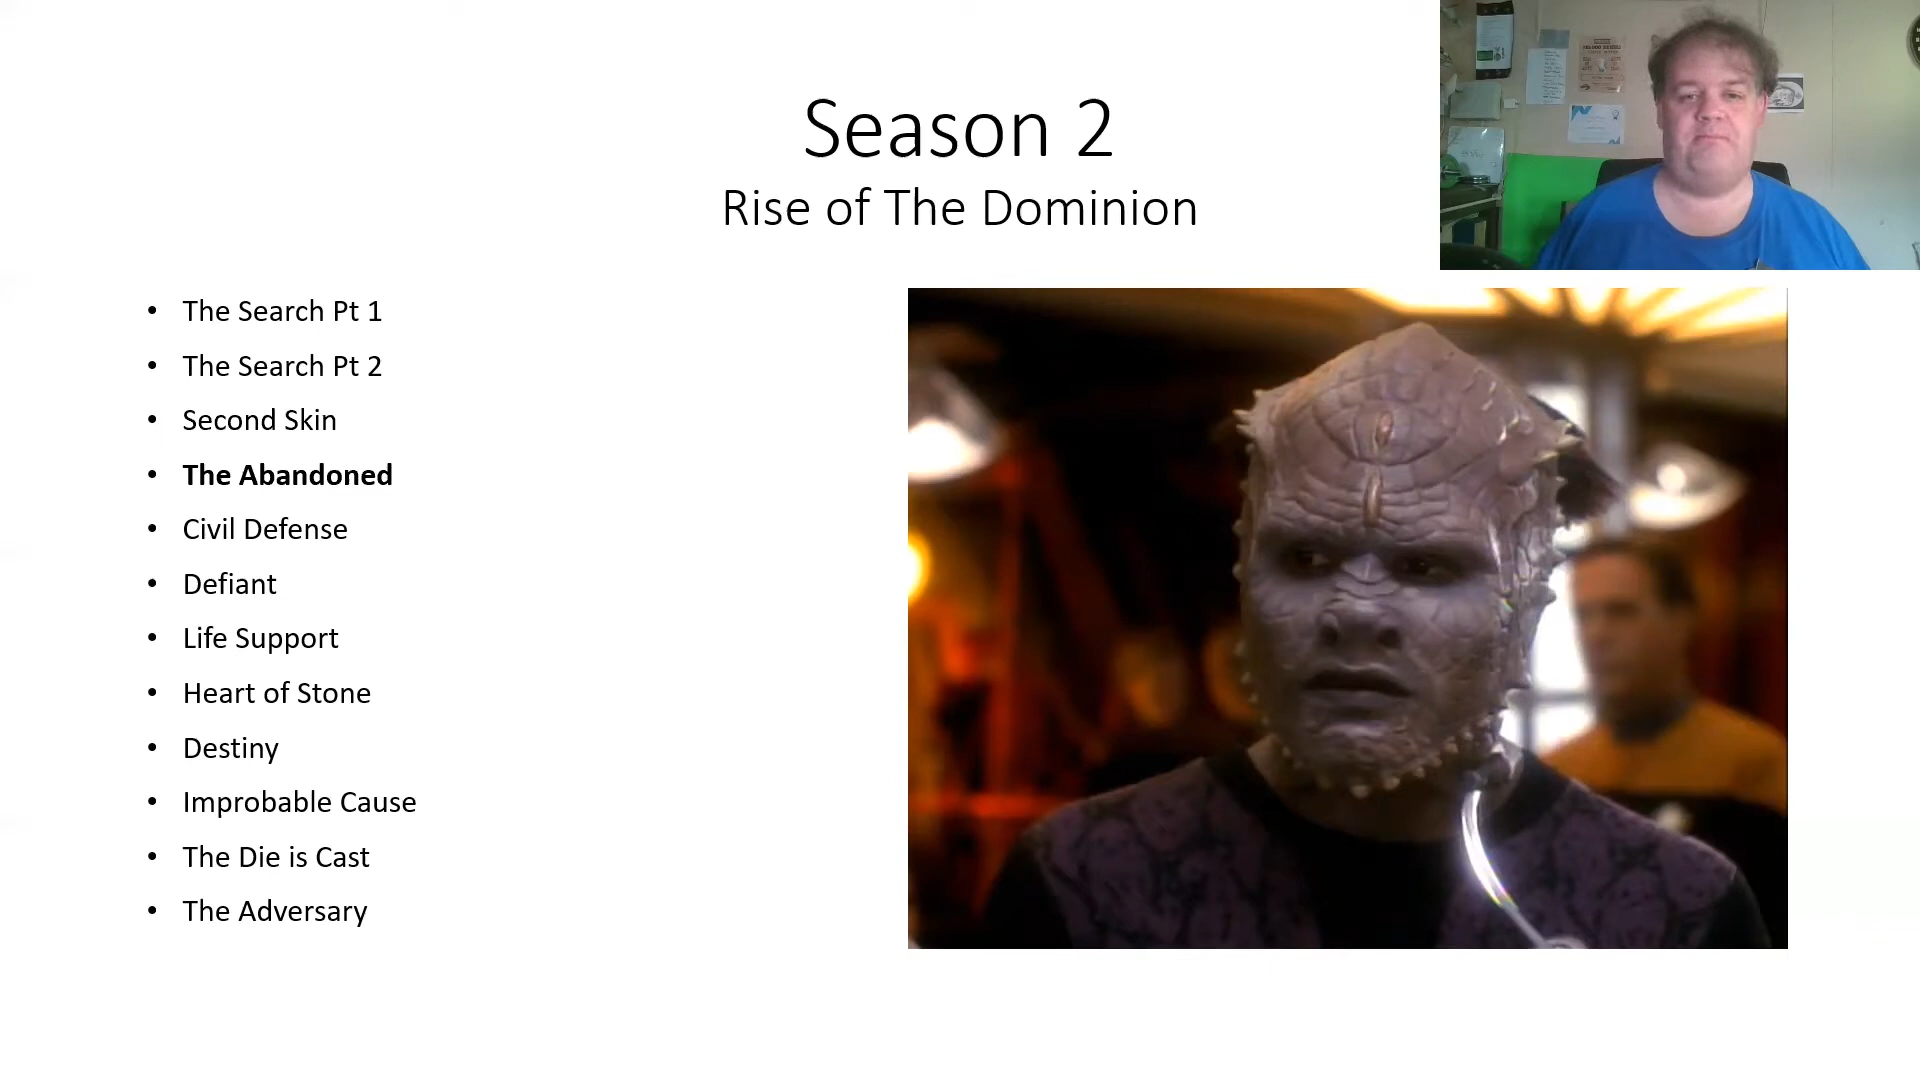 Season 2
Rise of The Dominion
• The Search Pt 1
• The Search Pt 2
• Second Skin
• The Abandoned
• Civil Defense
• Defiant
• Life Support
• Heart of Stone
• Destiny
• Improbable Cause
• The Die is Cast
• The Adversary